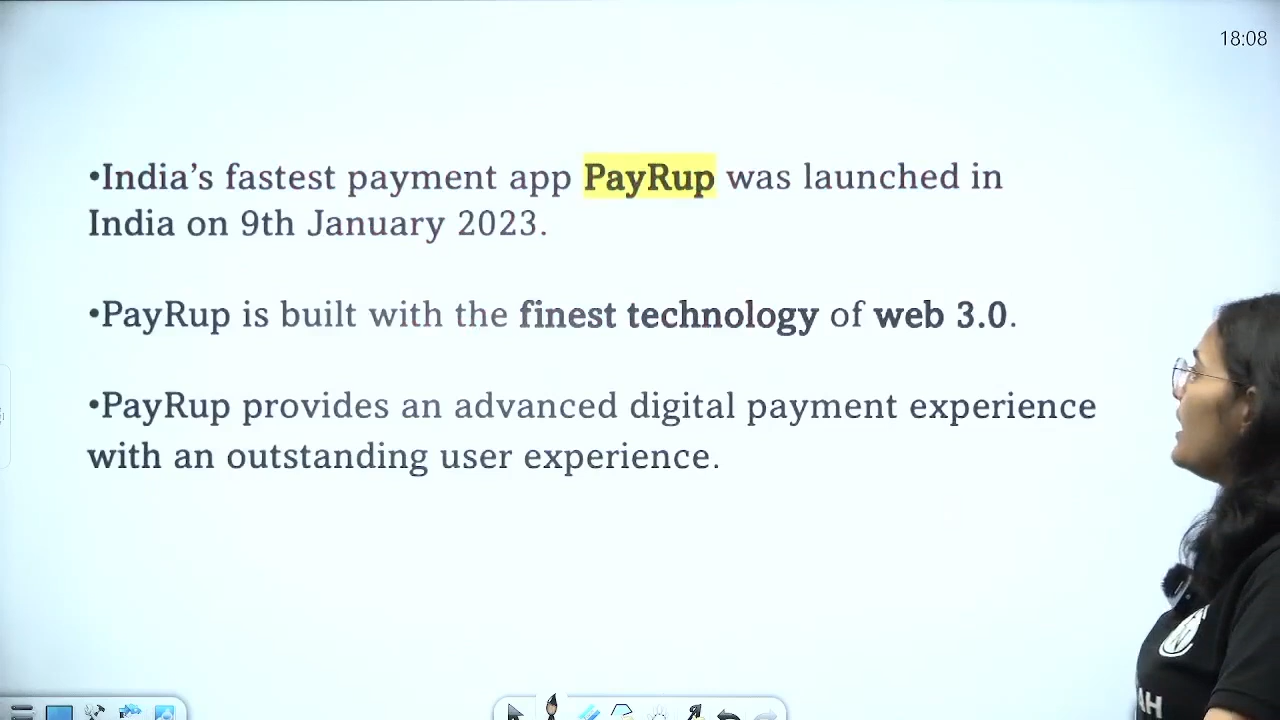 18:08
•India’s fastest payment app PayRup was launched in
India on 9th January 2023.
•PayRup is built with the finest technology of web 3.0.
•PayRup provides an advanced digital payment experience
with an outstanding user experience.
AH